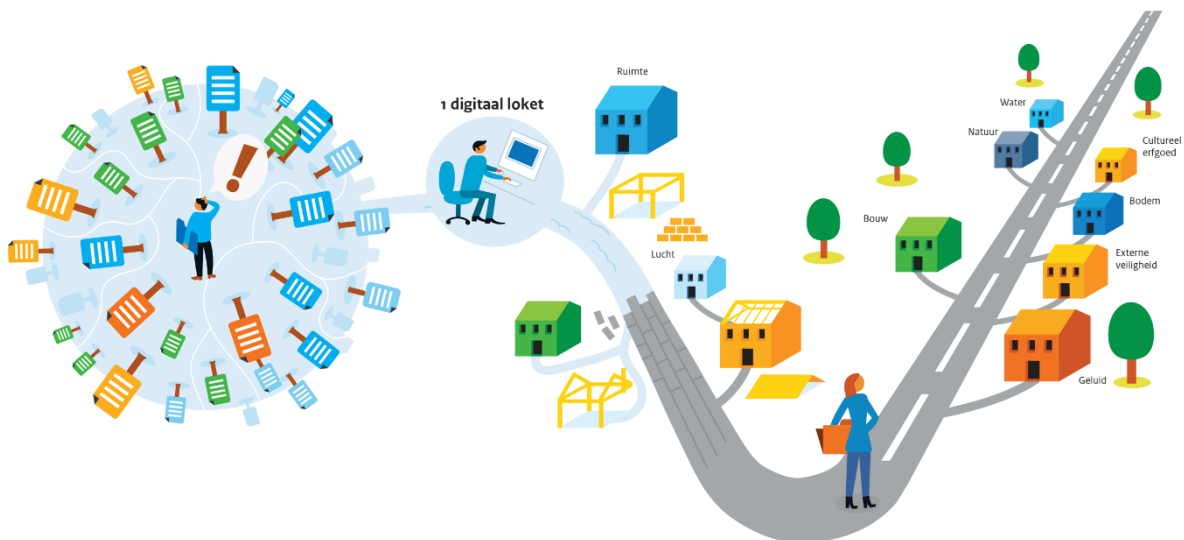 1 digitaal loket
Ruimte
Lucht
Bouw
Natuur
Water
Cultureel
erfgoed
Bodem
Externe
veiligheid
Geluid